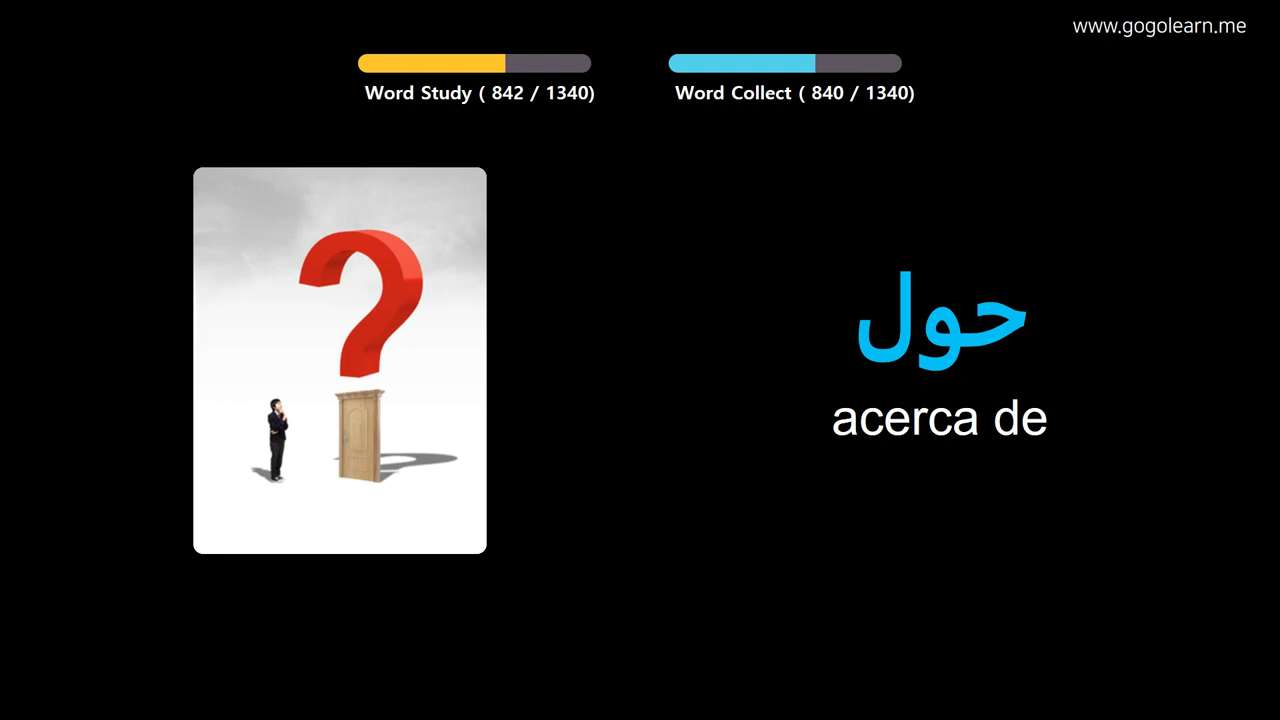 www.gogolearn.me
Word Study ( 842 / 1340)
Word Collect ( 840 / 1340)
حول
acerca de